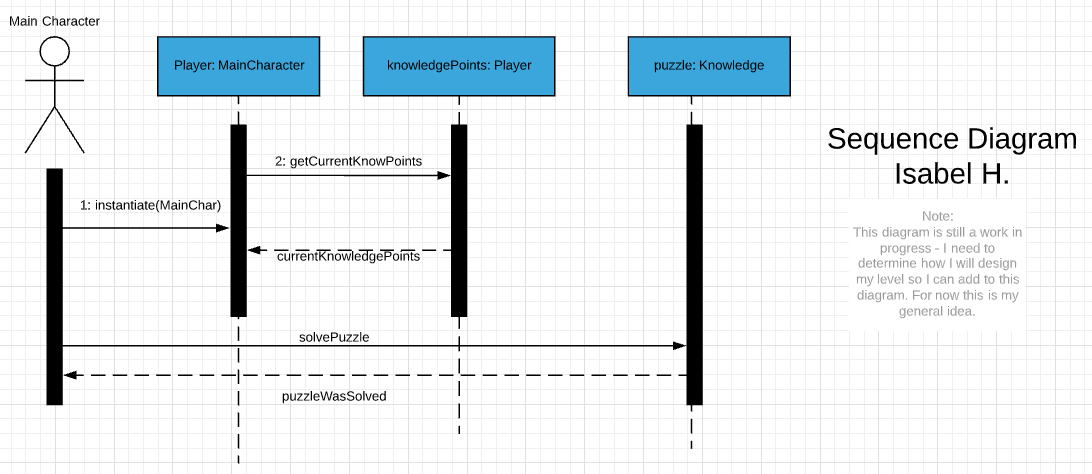 Main Character
Player: MainCharacter
knowledgePoints: Player
puzzle: Knowledge
Sequence Diagram
Isabel H.
2: getCurrentKnowPoints
1: instantiate(MainChar)
currentKnowledgePoints
solvePuzzle
puzzleWasSolved
Note:
This diagram is still a work in
progress - I need to
determine how I will design
my level so I can add to this
diagram. For now this is my
general idea.